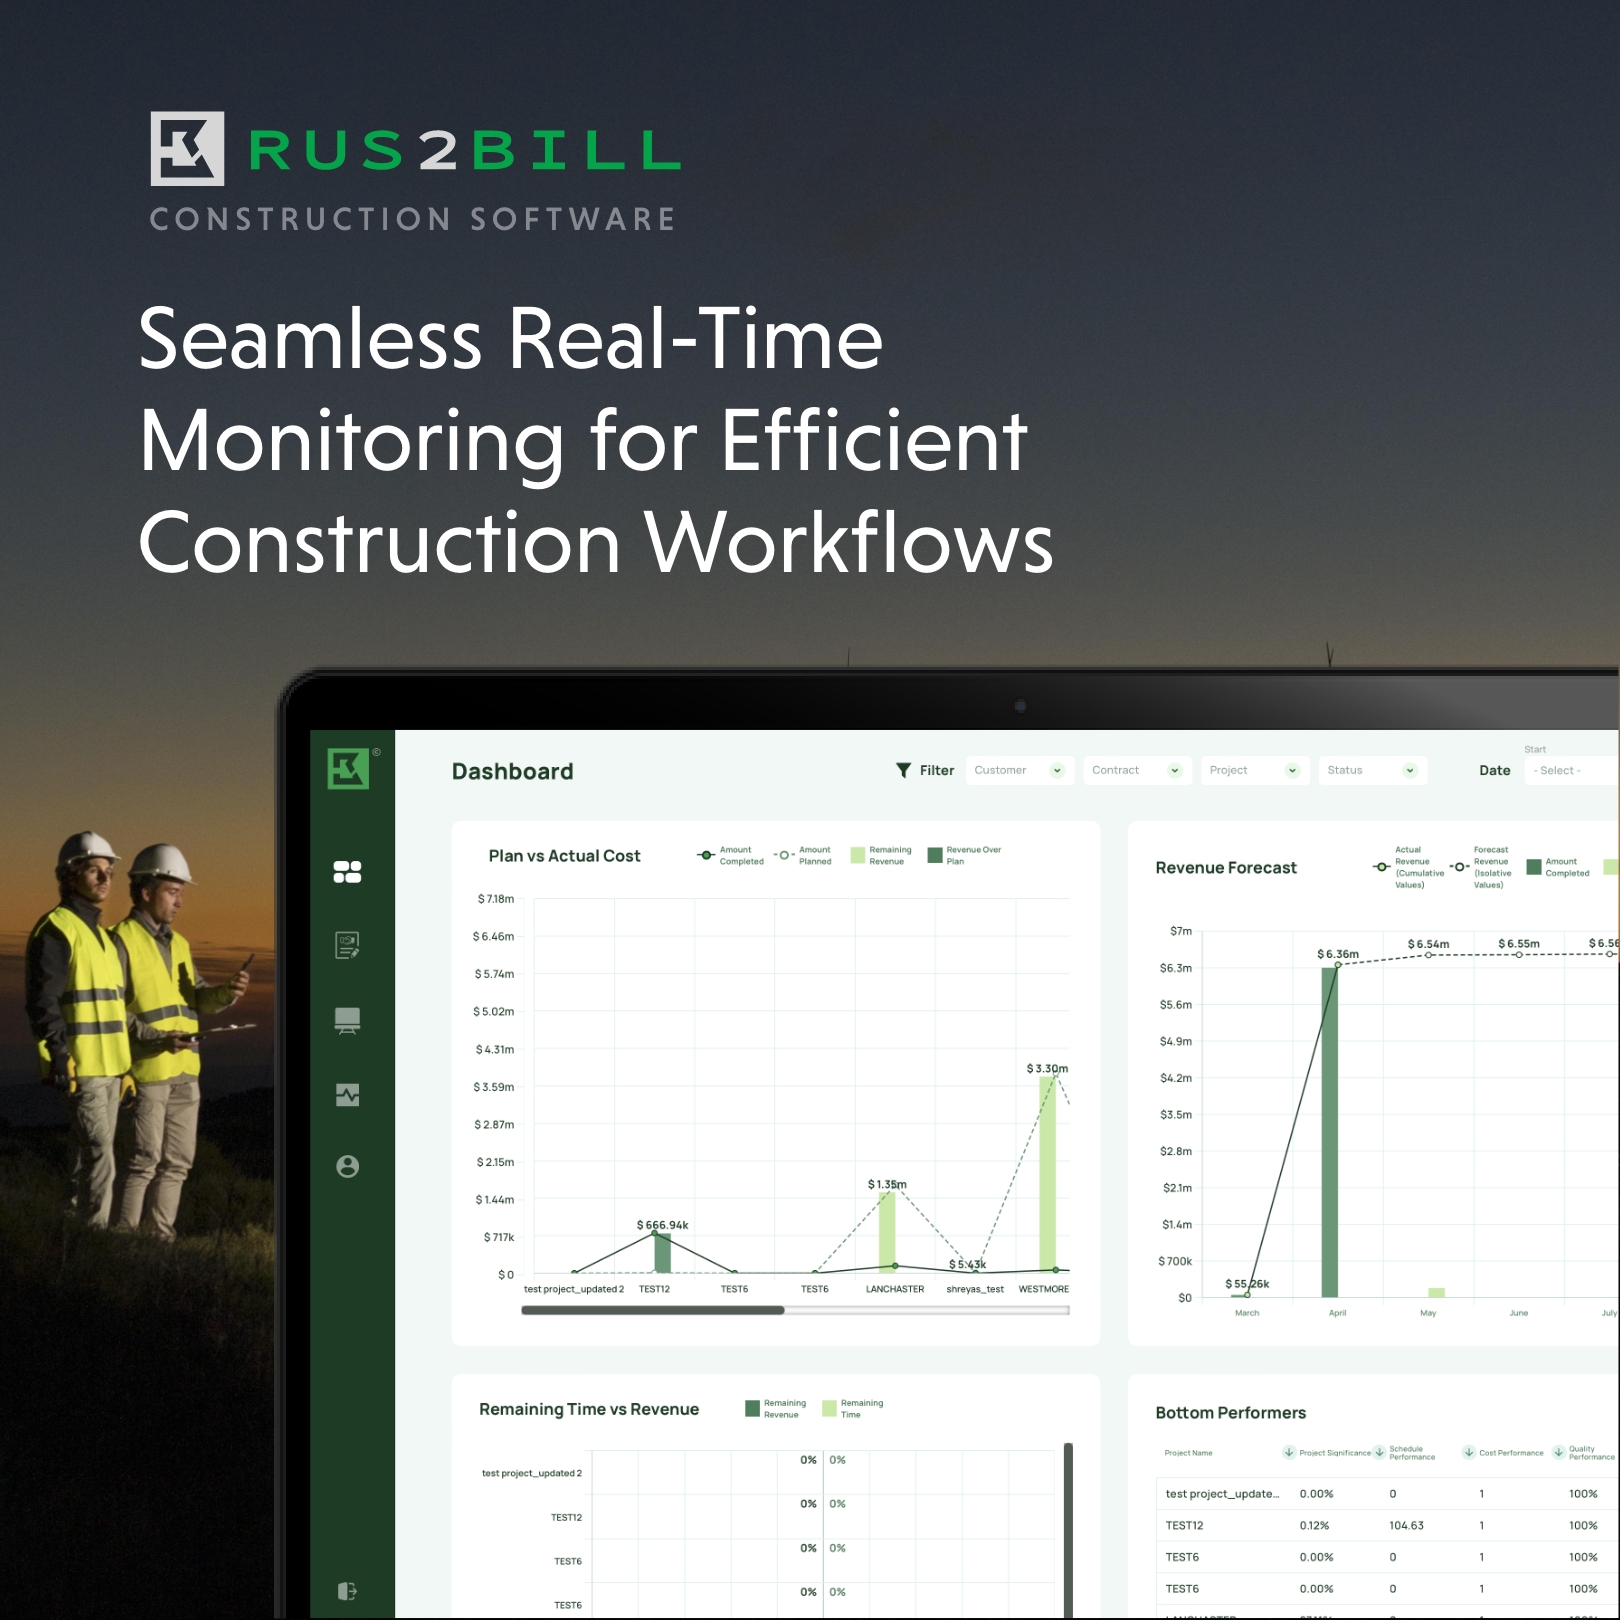 RUS2BILL
CONSTRUCTION SOFTWARE
Seamless Real-Time
Monitoring for Efficient
Construction Workflows
©
Dashboard
Filter
Customer
Contract
Project
Status
Date
Start
- Select -
Plan vs Actual Cost
Amount
Completed
Amount
Planned
Remaining
Revenue
Revenue Over
Plan
$ 7.18m
$ 6.46m
$ 5.74m
$ 5.02m
$ 4.31m
$ 3.59m
$ 2.87m
$ 2.15m
$ 1.44m
$ 717k
$ 0
$ 666.94k
$ 1.35m
$ 5.43k
$ 3.30m
test project_updated 2
TEST12
TEST6
TEST6
LANCHASTER
shreyas_test
WESTMORE
Revenue Forecast
Actual
Revenue
(Cumulative
Values)
Forecast
Revenue
(Isolative
Values)
Amount
Completed
$7m
$6.3m
$5.6m
$4.9m
$4.2m
$3.5m
$2.8m
$2.1m
$1.4m
$700k
$0
$ 55.26k
$ 6.36m
$ 6.54m
$ 6.55m
$ 6.56
March
April
May
June
July
Remaining Time vs Revenue
Remaining
Revenue
Remaining
Time
test project_updated 2
0% 0%
TEST12
0% 0%
TEST6
0% 0%
TEST6
0% 0%
Bottom Performers
Project Name
Project Significance
Schedule
Performance
Cost Performance
Quality
Performance
test project_update... 0.00% 0 1 100%
TEST12 0.12% 104.63 1 100%
TEST6 0.00% 0 1 100%
TEST6 0.00% 0 1 100%